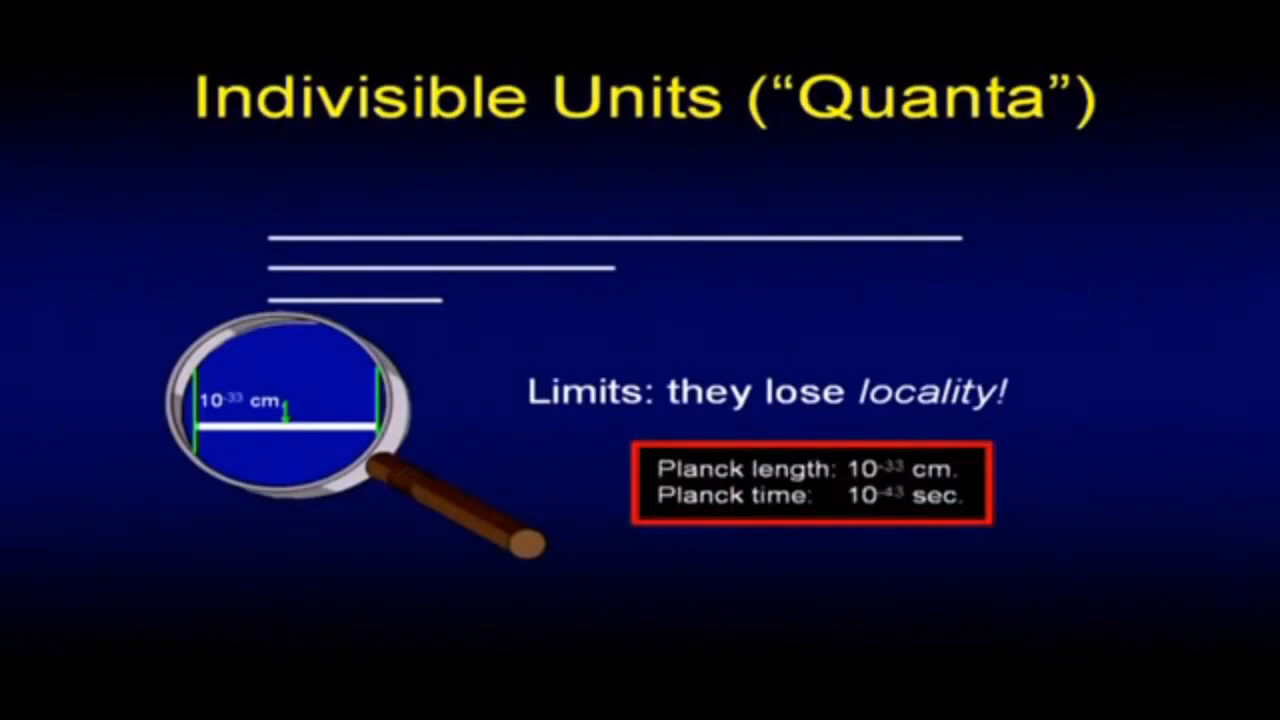 Indivisible Units (“Quanta”)
10⁻³³ cm.
Limits: they lose locality!
Planck length: 10⁻³³ cm.
Planck time: 10⁻⁴³ sec.